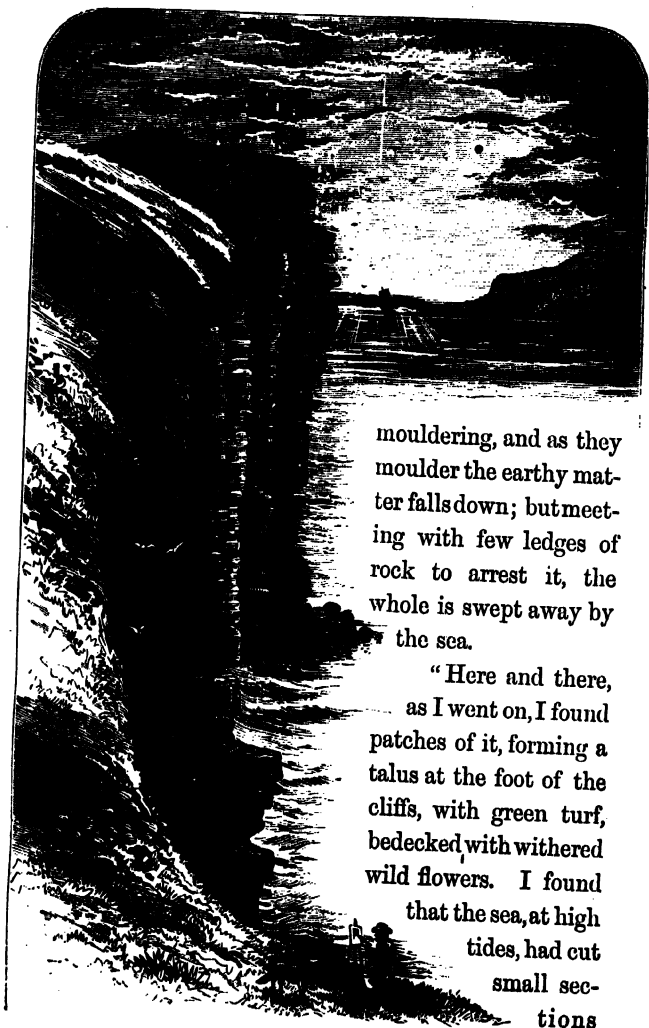 mouldering, and as they
moulder the earthy mat-
ter falls down; but meet-
ing with few ledges of
rock to arrest it, the
whole is swept away by
the sea.
"Here and there,
as I went on, I found
patches of it, forming a
talus at the foot of the
cliffs, with green turf,
bedecked with withered
wild flowers. I found
that the sea, at high
tides, had cut
small sec-
tions